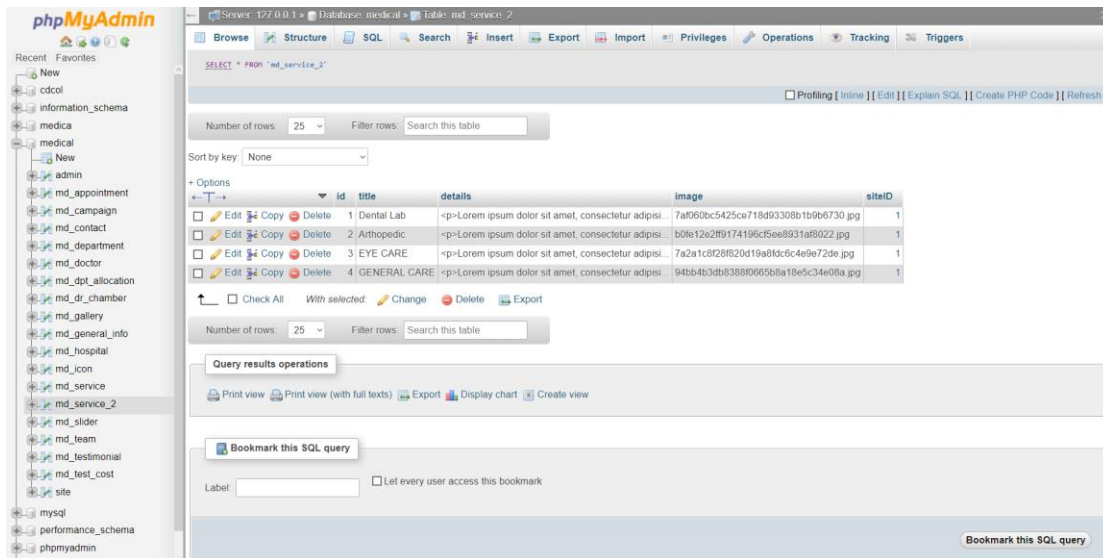 phpMyAdmin
Recent Favorites
New
cdcol
information_schema
medica
medical
New
admin
md_appointment
md_campaign
md_contact
md_department
md_doctor
md_dpt_allocation
md_dr_chamber
md_gallery
md_general_info
md_hospital
md_icon
md_service
md_service_2
md_slider
md_team
md_testimonial
md_test_cost
site
mysql
performance_schema
phpmyadmin
Server: 127.0.0.1 » Database: medical » Table: md_service_2
Browse Structure SQL Search Insert Export Import Privileges Operations Tracking Triggers
SELECT * FROM `md_service_2`
Profiling [ Inline ] [ Edit ] [ Explain SQL ] [ Create PHP Code ] [ Refresh
Number of rows: 25 Filter rows: Search this table
Sort by key: None
+ Options
←T→ id title details image siteID
Edit Copy Delete 1 Dental Lab <p>Lorem ipsum dolor sit amet, consectetur adipisi... 7af060bc5425ce718d93308b1b9b6730.jpg 1
Edit Copy Delete 2 Arthopedic <p>Lorem ipsum dolor sit amet, consectetur adipisi... b0fe12e2ff9174196cf5ee8931af8022.jpg 1
Edit Copy Delete 3 EYE CARE <p>Lorem ipsum dolor sit amet, consectetur adipisi... 7a2a1c8f28f820d19a8fdc6c4e9e72de.jpg 1
Edit Copy Delete 4 GENERAL CARE <p>Lorem ipsum dolor sit amet, consectetur adipisi... 94bb4b3db8388f0665b8a18e5c34e08a.jpg 1
Check All With selected: Change Delete Export
Number of rows: 25 Filter rows: Search this table
Query results operations
Print view Print view (with full texts) Export Display chart Create view
Bookmark this SQL query
Label: Let every user access this bookmark
Bookmark this SQL query